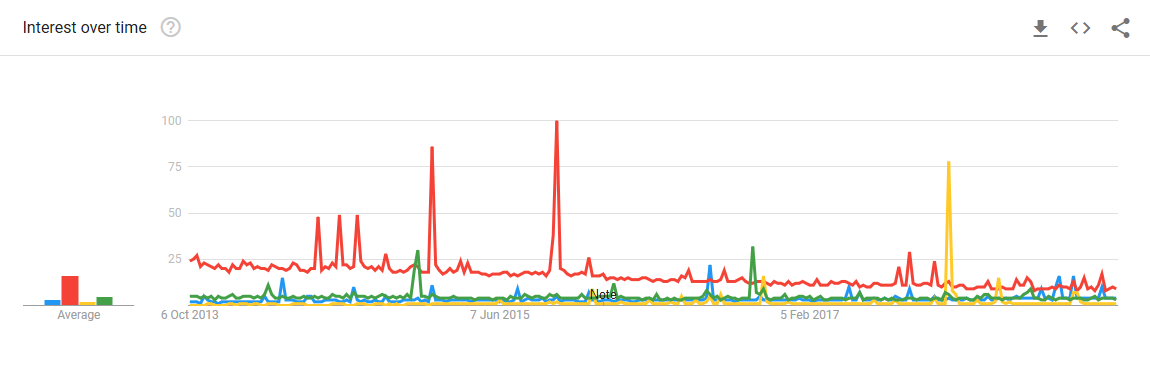 Interest over time ?
100
75
50
25
Note
Average
6 Oct 2013
7 Jun 2015
5 Feb 2017